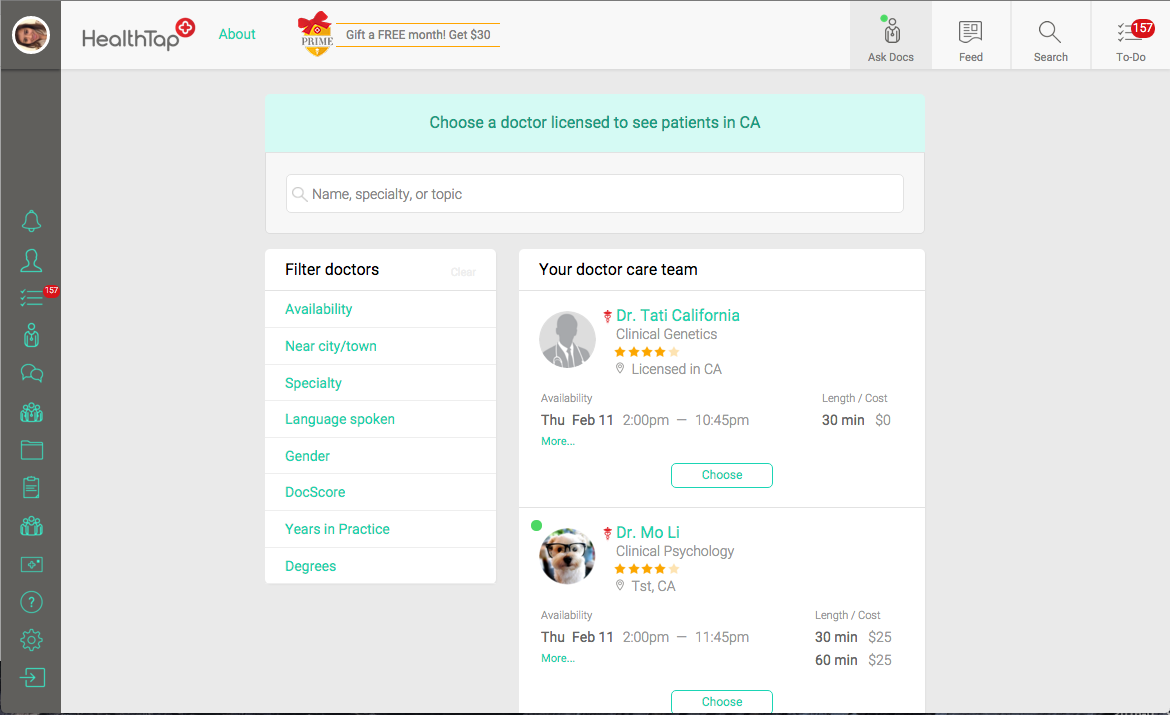 HealthTap
About
PRIME
Gift a FREE month! Get $30
Ask Docs
Feed
Search
157
To-Do
Choose a doctor licensed to see patients in CA
Name, specialty, or topic
157
?
Filter doctors
Clear
Availability
Near city/town
Specialty
Language spoken
Gender
DocScore
Years in Practice
Degrees
Your doctor care team
Dr. Tati California
Clinical Genetics
Licensed in CA
Availability
Length / Cost
Thu Feb 11 2:00pm — 10:45pm
30 min $0
More...
Choose
Dr. Mo Li
Clinical Psychology
Tst, CA
Availability
Length / Cost
Thu Feb 11 2:00pm — 11:45pm
30 min $25
More...
60 min $25
Choose